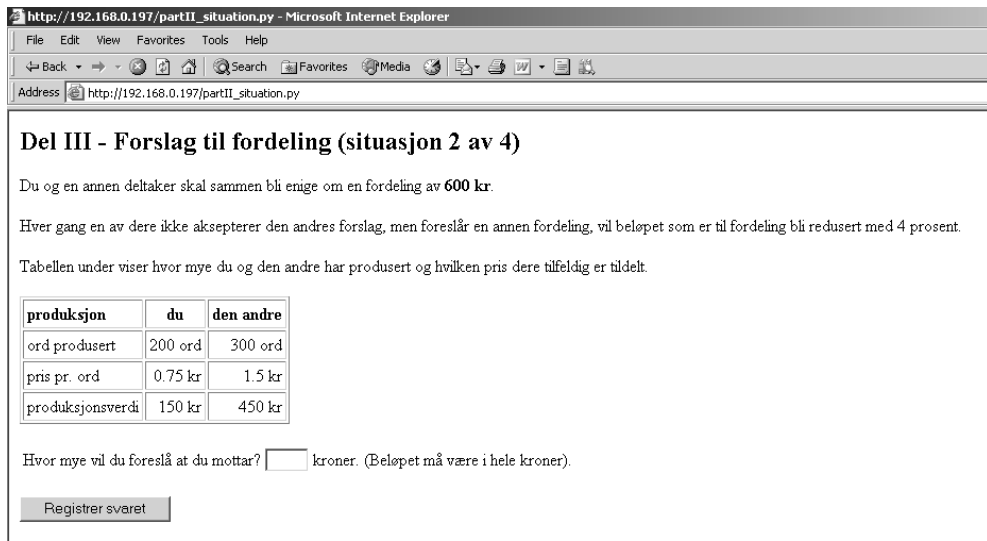 http://192.168.0.197/partII_situation.py - Microsoft Internet Explorer
File Edit View Favorites Tools Help
Back Search Favorites Media
Address http://192.168.0.197/partII_situation.py
Del III - Forslag til fordeling (situasjon 2 av 4)
Du og en annen deltaker skal sammen bli enige om en fordeling av 600 kr.
Hver gang en av dere ikke aksepterer den andres forslag, men foreslår en annen fordeling, vil beløpet som er til fordeling bli redusert med 4 prosent.
Tabellen under viser hvor mye du og den andre har produsert og hvilken pris dere tilfeldig er tildelt.
produksjon du den andre
ord produsert 200 ord 300 ord
pris pr. ord 0.75 kr 1.5 kr
produksjonsverdi 150 kr 450 kr
Hvor mye vil du foreslå at du mottar? kroner. (Beløpet må være i hele kroner).
Registrer svaret